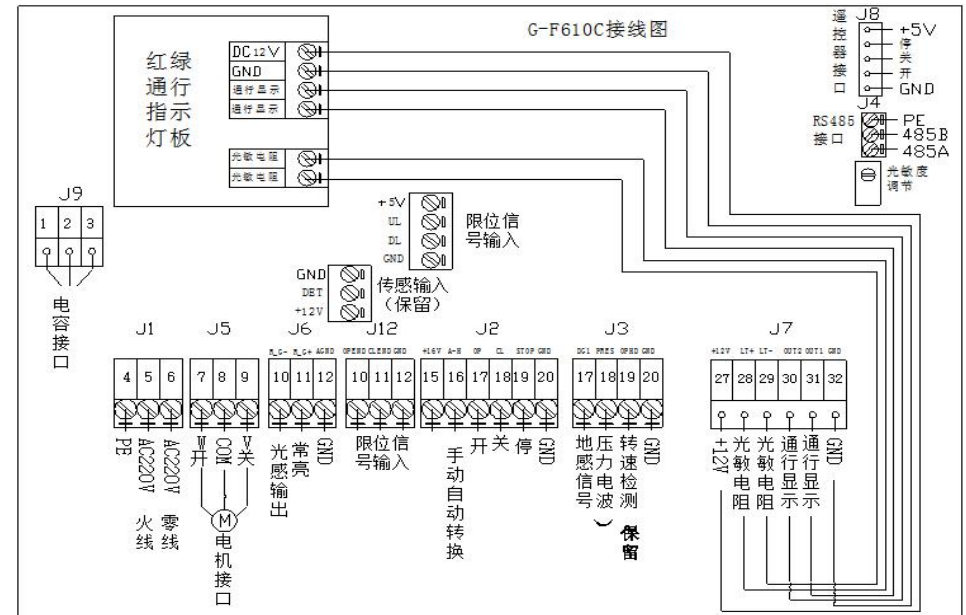 G-F610C接线图
红绿
通行
指示
灯板
DC12V
GND
通行显示
通行显示
光敏电阻
光敏电阻
遥控器接口
J8
+5V
停
关
开
GND
J4
RS485
接口
PE
485B
485A
光敏度
调节
J9
1 2 3
电容接口
+5V
UL
DL
GND
限位信
号输入
GND
DET
+12V
传感输入
（保留）
J1
4 5 6
PE
AC220V 火线
AC220V 零线
J5
7 8 9
W开
COM
V关
M
电机接口
J6
R_G- R_G+ AGND
10 11 12
光感输出
常亮
GND
J12
OPEND CLEND GND
10 11 12
限位信
号输入
J2
+16V A-H OP CL STOP GND
15 16 17 18 19 20
手动自动转换
开
关
停
GND
J3
DG1 PRES OPHD GND
17 18 19 20
地感信号
压力电波)
转速检测
保留
GND
J7
+12V LT+ LT- OUT2 OUT1 GND
27 28 29 30 31 32
+12V
光敏电阻
光敏电阻
通行显示
通行显示
GND